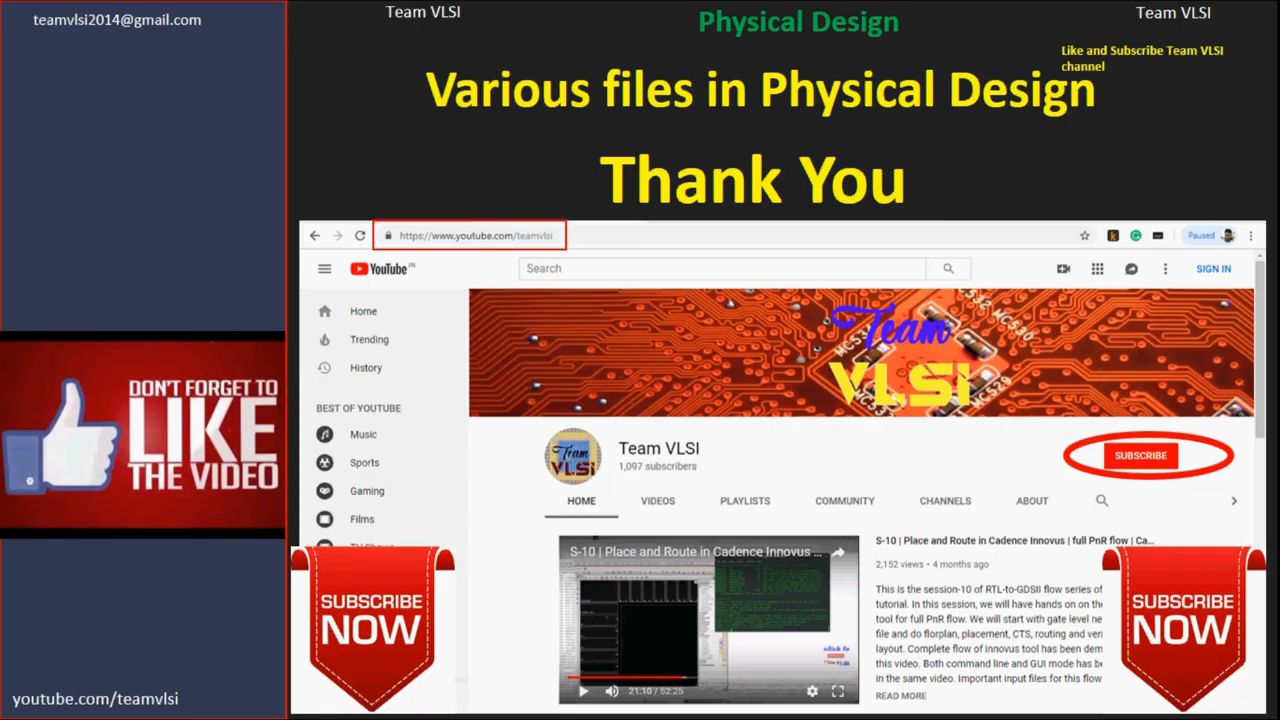 teamvlsi2014@gmail.com
Team VLSI
Physical Design
Team VLSI
Like and Subscribe Team VLSI
channel
Various files in Physical Design
Thank You
https://www.youtube.com/teamvlsi
Paused
YouTube IN
Search
SIGN IN
Home
Trending
History
BEST OF YOUTUBE
Music
Sports
Gaming
Films
Team
VLSI
Team VLSI
1,097 subscribers
SUBSCRIBE
HOME
VIDEOS
PLAYLISTS
COMMUNITY
CHANNELS
ABOUT
S-10 | Place and Route in Cadence Innovus ...
21:10 / 52:25
S-10 | Place and Route in Cadence Innovus | full PnR flow | Ca...
2,152 views • 4 months ago
This is the session-10 of RTL-to-GDSII flow series of
tutorial. In this session, we will have hands on on the
tool for full PnR flow. We will start with gate level ne
file and do florplan, placement, CTS, routing and veri
layout. Complete flow of innovus tool has been dem
this video. Both command line and GUI mode has be
in the same video. Important input files for this flow
READ MORE
DON'T FORGET TO
LIKE
THE VIDEO
SUBSCRIBE
NOW
SUBSCRIBE
NOW
youtube.com/teamvlsi